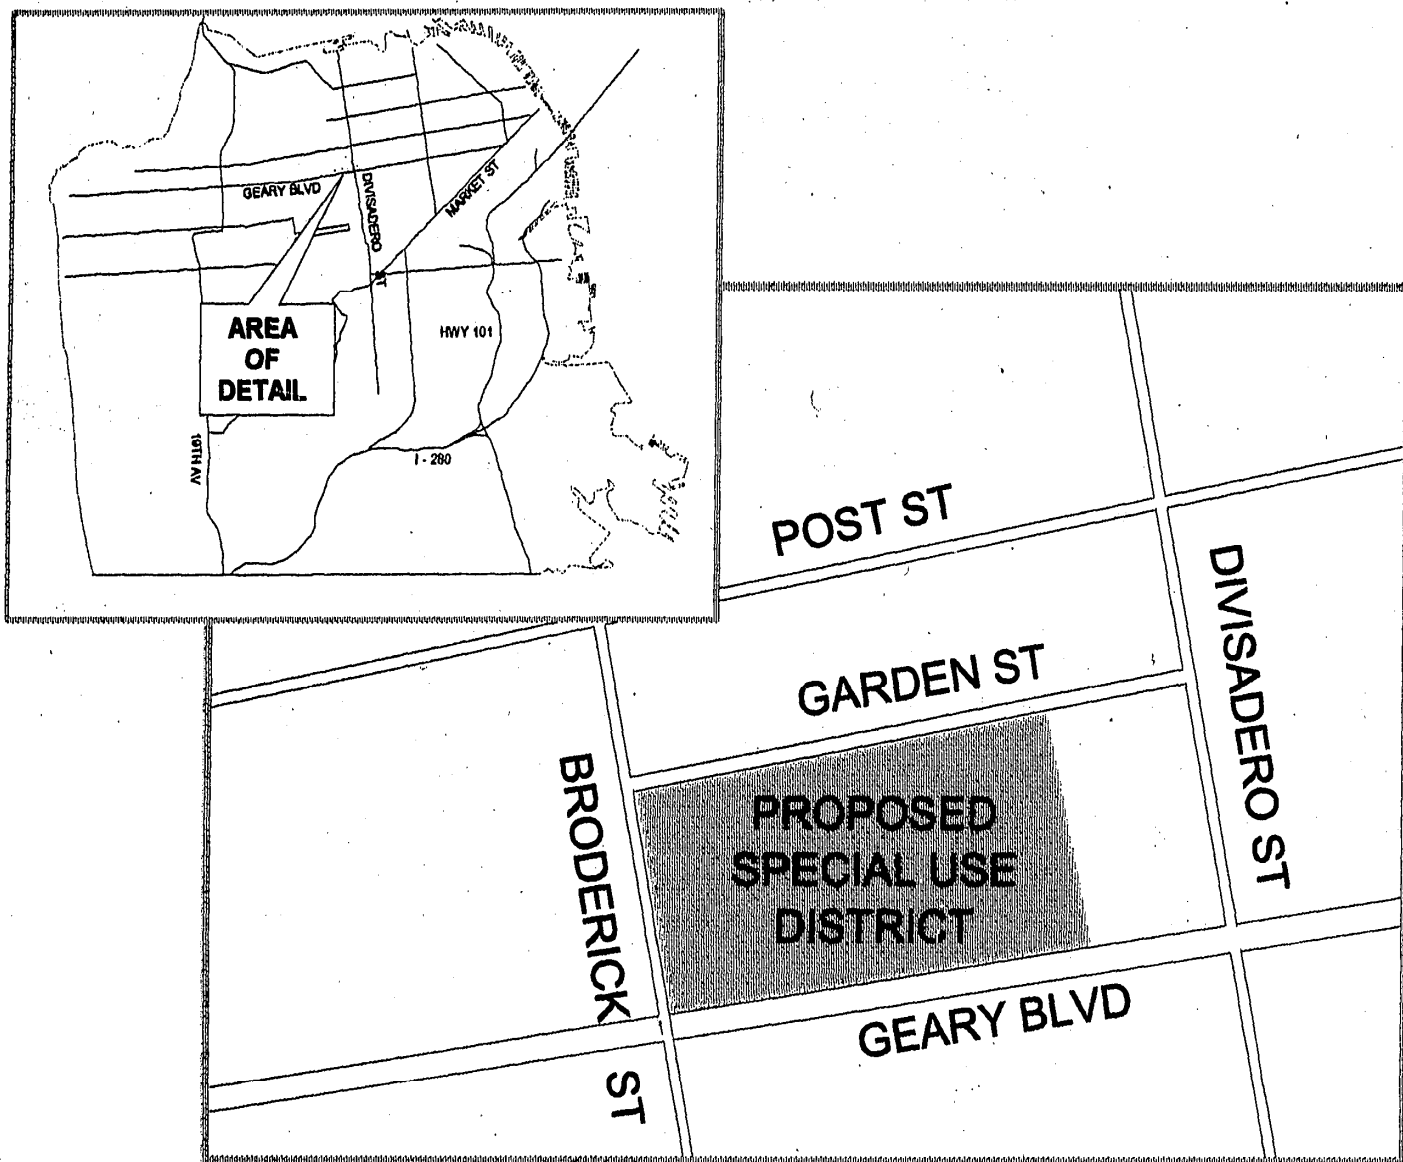 GEARY BLVD
DIVISADERO
ST
MARKET ST
AREA
OF
DETAIL
HWY 101
19TH AV
I - 280
POST ST
DIVISADERO ST
GARDEN ST
BRODERICK
ST
PROPOSED
SPECIAL USE
DISTRICT
GEARY BLVD